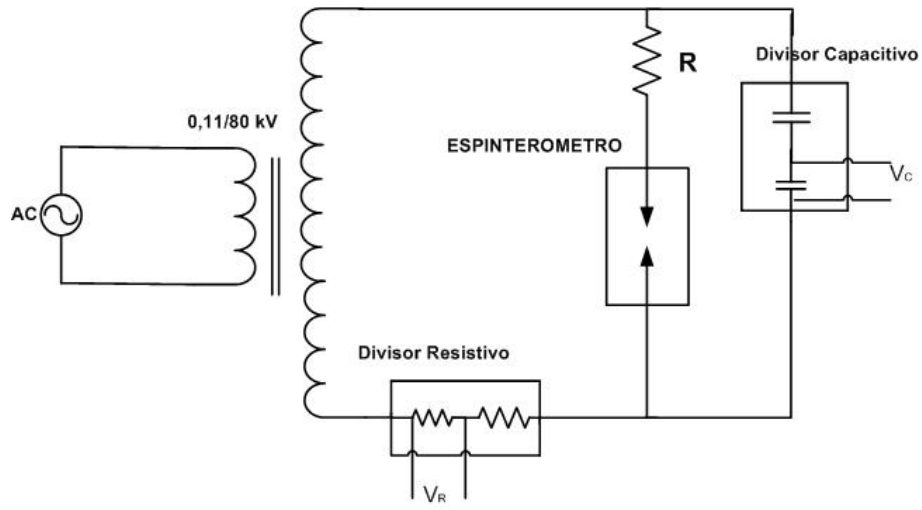 R
Divisor Capacitivo
0,11/80 kV
ESPINTEROMETRO
Vc
AC
Divisor Resistivo
VR